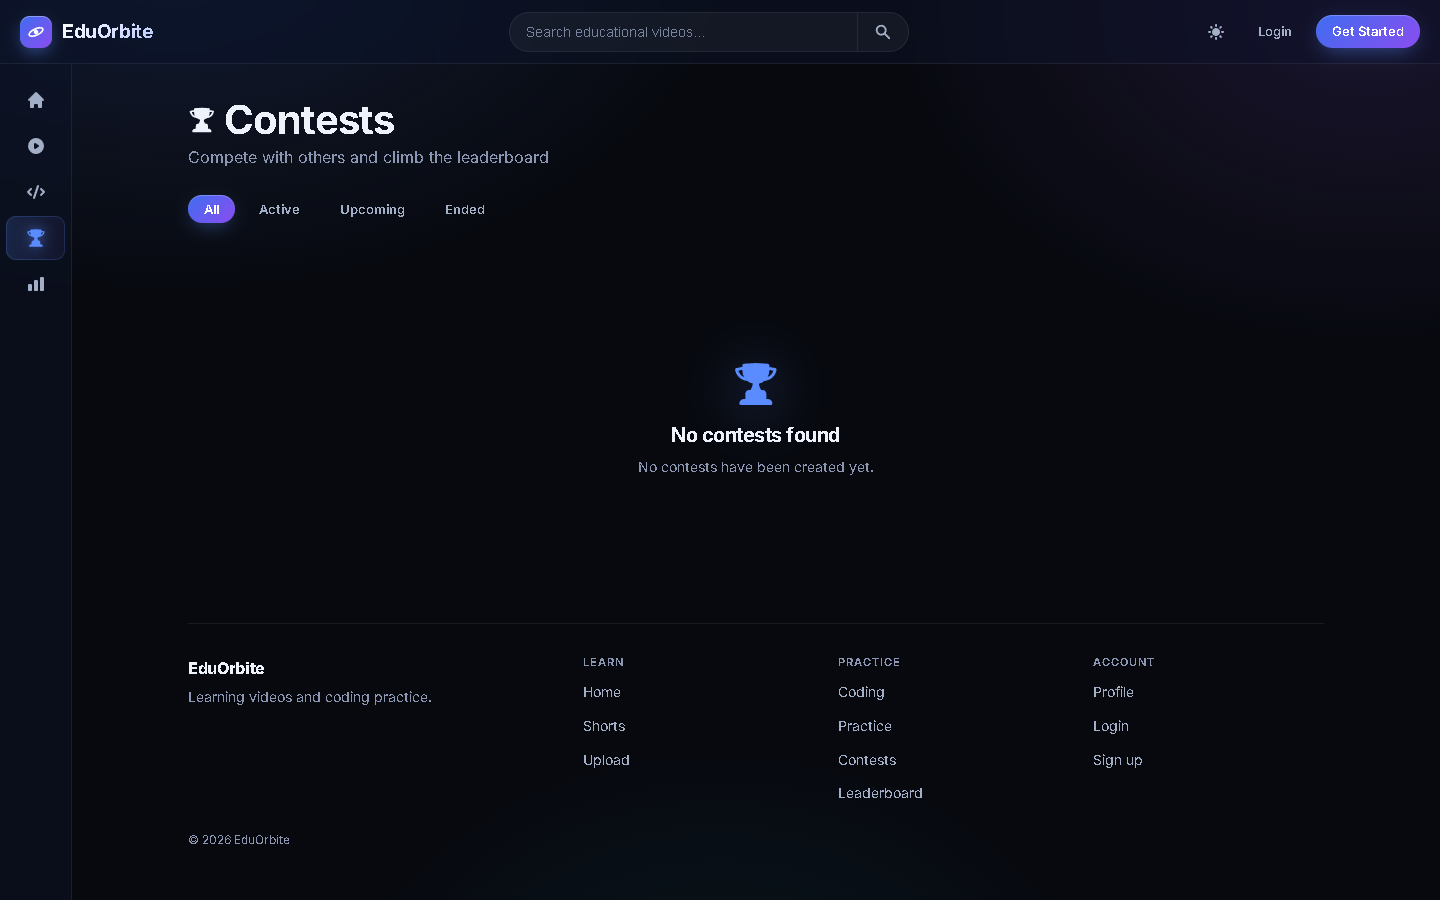 EduOrbite
Search educational videos...
Login
Get Started
Contests
Compete with others and climb the leaderboard
All
Active
Upcoming
Ended
No contests found
No contests have been created yet.
EduOrbite
Learning videos and coding practice.
LEARN
Home
Shorts
Upload
PRACTICE
Coding
Practice
Contests
Leaderboard
ACCOUNT
Profile
Login
Sign up
© 2026 EduOrbite